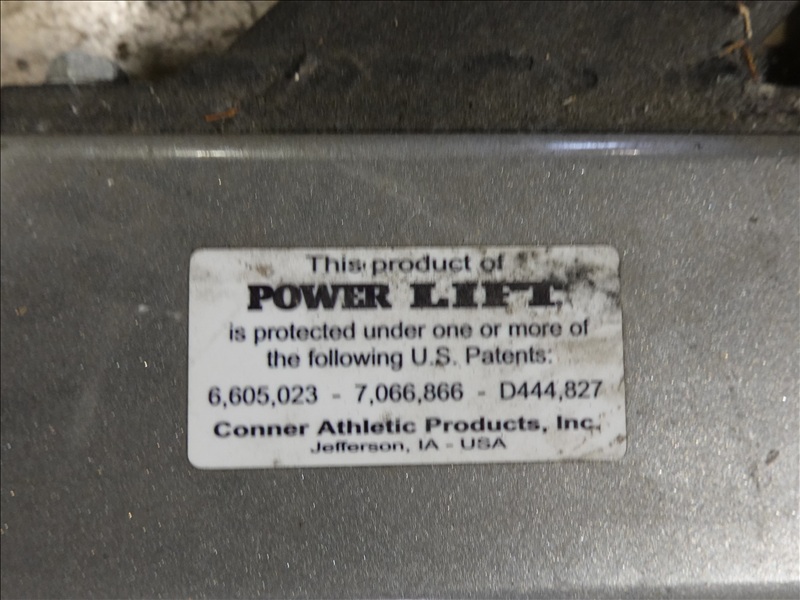 This product of
POWER LIFT
is protected under one or more of
the following U.S. Patents:
6,605,023 - 7,066,866 - D444,827
Conner Athletic Products, Inc.
Jefferson, IA - USA